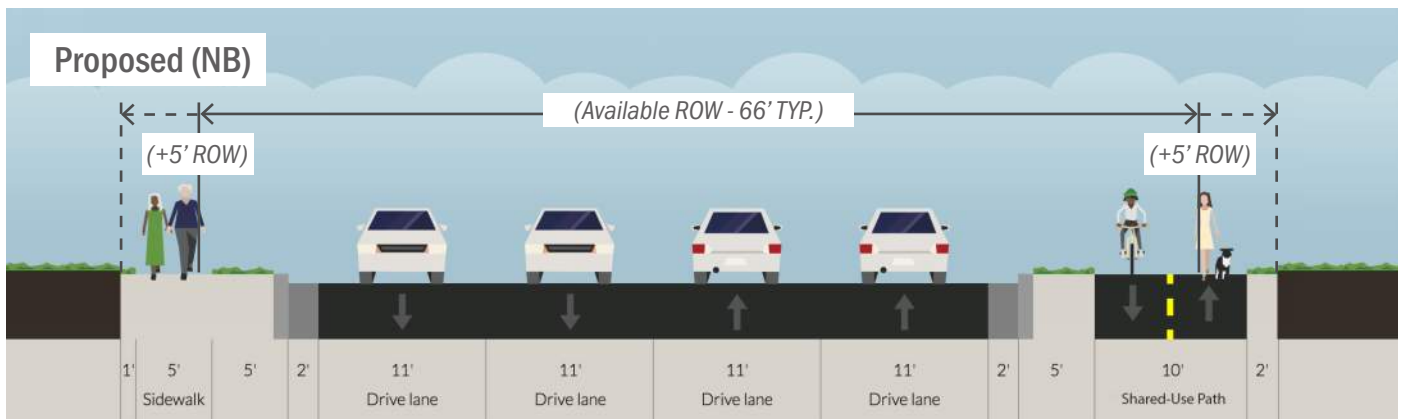 Proposed (NB)
(Available ROW - 66' TYP.)
(+5' ROW)
(+5' ROW)
1' 5' 5' 2' 11' 11' 11' 11' 2' 5' 10' 2'
Sidewalk Drive lane Drive lane Drive lane Drive lane Shared-Use Path